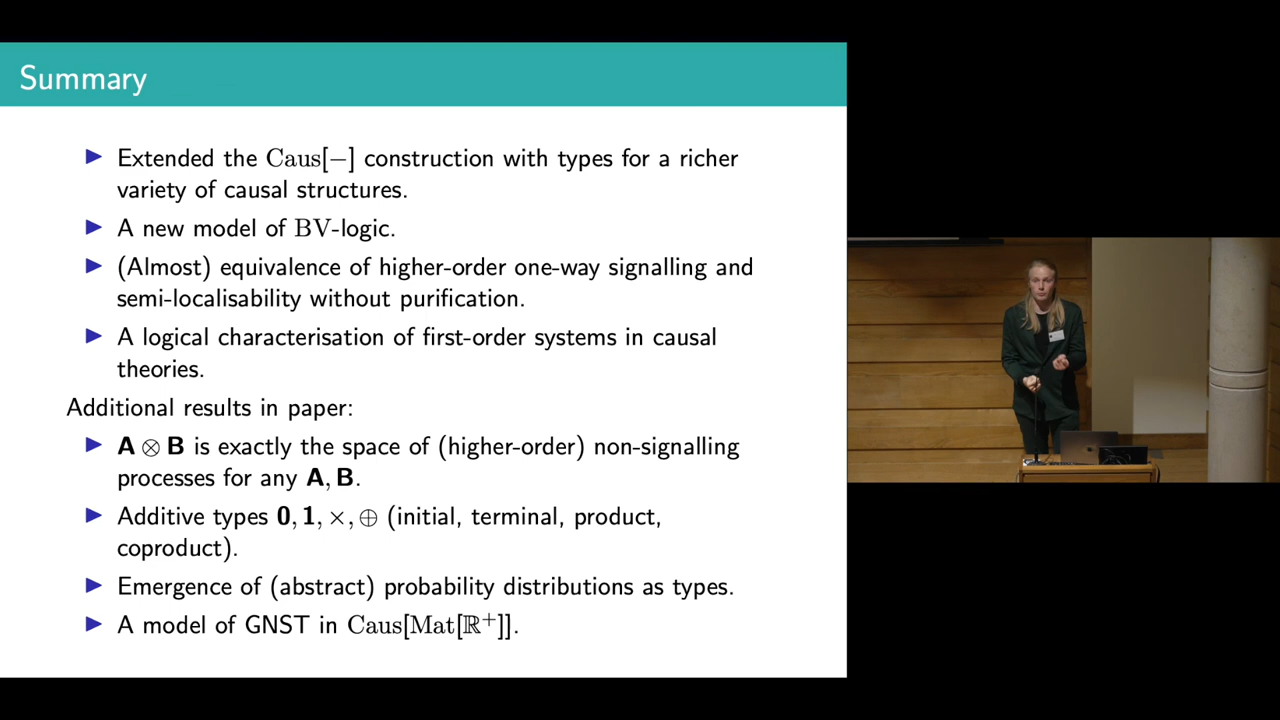 Summary
▶ Extended the Caus[−] construction with types for a richer
variety of causal structures.
▶ A new model of BV-logic.
▶ (Almost) equivalence of higher-order one-way signalling and
semi-localisability without purification.
▶ A logical characterisation of first-order systems in causal
theories.
Additional results in paper:
▶ A ⊗ B is exactly the space of (higher-order) non-signalling
processes for any A, B.
▶ Additive types 0, 1, ×, ⊕ (initial, terminal, product,
coproduct).
▶ Emergence of (abstract) probability distributions as types.
▶ A model of GNST in Caus[Mat[ℝ⁺]].